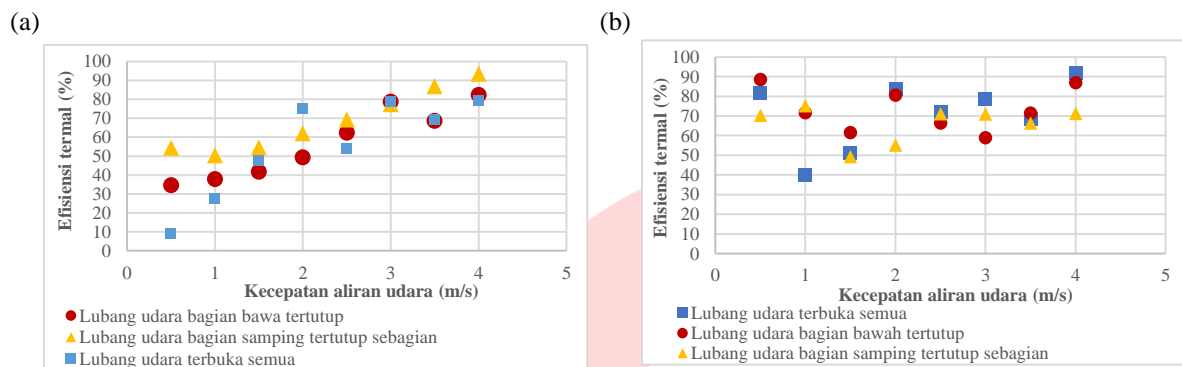 (a)
100
90
80
70
60
50
40
30
20
10
0
Efisiensi termal (%)
0 1 2 3 4 5
Kecepatan aliran udara (m/s)
Lubang udara bagian bawa tertutup
Lubang udara bagian samping tertutup sebagian
Lubang udara terbuka semua
(b)
100
90
80
70
60
50
40
30
20
10
0
Efisiensi termal (%)
0 1 2 3 4 5
Kecepatan aliran udara (m/s)
Lubang udara terbuka semua
Lubang udara bagian bawah tertutup
Lubang udara bagian samping tertutup sebagian